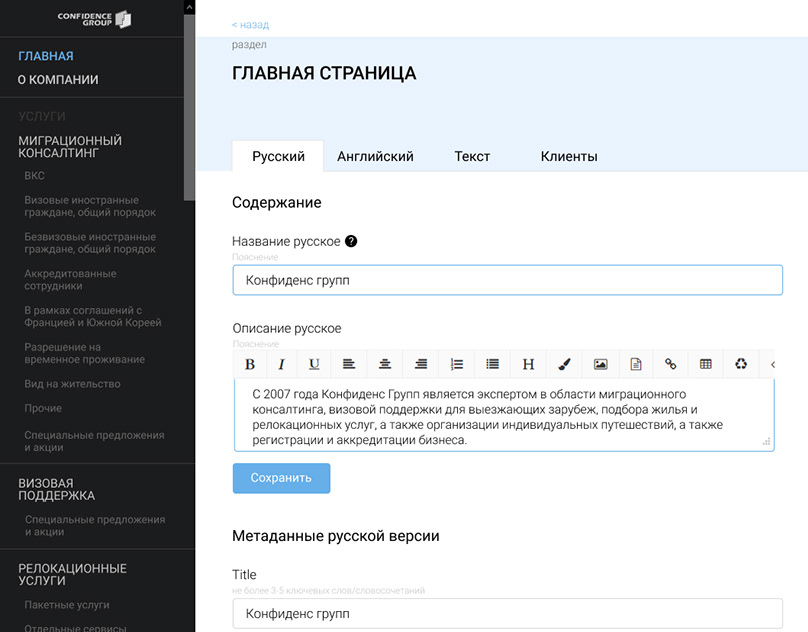 CONFIDENCE
GROUP
ГЛАВНАЯ
О КОМПАНИИ
УСЛУГИ
МИГРАЦИОННЫЙ
КОНСАЛТИНГ
ВКС
Визовые иностранные
граждане, общий порядок
Безвизовые иностранные
граждане, общий порядок
Аккредитованные
сотрудники
В рамках соглашений с
Францией и Южной Кореей
Разрешение на
временное проживание
Вид на жительство
Прочие
Специальные предложения
и акции
ВИЗОВАЯ
ПОДДЕРЖКА
Специальные предложения
и акции
РЕЛОКАЦИОННЫЕ
УСЛУГИ
Пакетные услуги
Отдельные сервисы
< назад
раздел
ГЛАВНАЯ СТРАНИЦА
Русский Английский Текст Клиенты
Содержание
Название русское ?
Пояснение
Конфиденс групп
Описание русское
Пояснение
B I U H
С 2007 года Конфиденс Групп является экспертом в области миграционного
консалтинга, визовой поддержки для выезжающих зарубеж, подбора жилья и
релокационных услуг, а также организации индивидуальных путешествий, а также
регистрации и аккредитации бизнеса.
Сохранить
Метаданные русской версии
Title
не более 3-5 ключевых слов/словосочетаний
Конфиденс групп